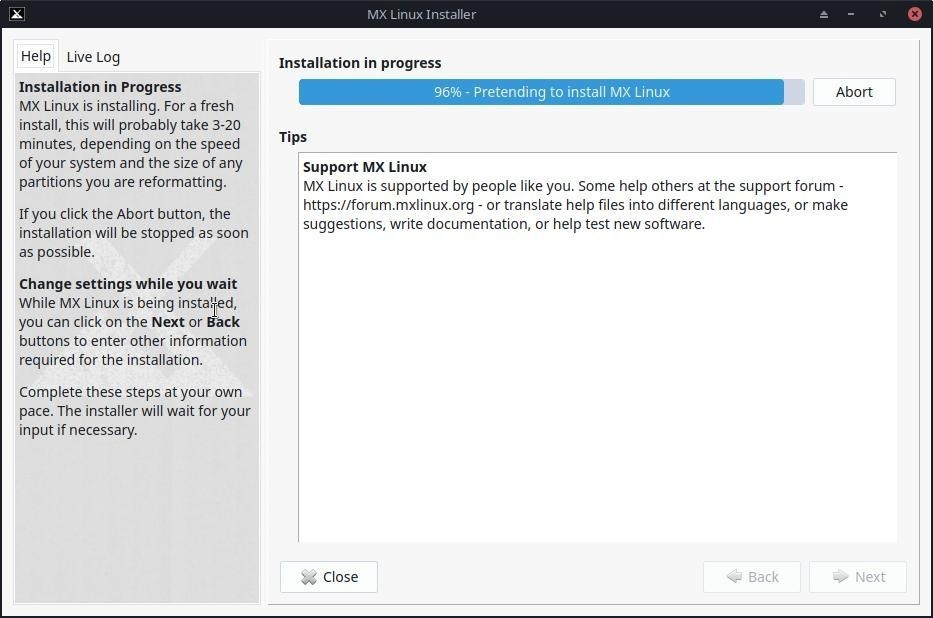 MX Linux Installer
Help
Live Log
Installation in Progress
MX Linux is installing. For a fresh
install, this will probably take 3-20
minutes, depending on the speed
of your system and the size of any
partitions you are reformatting.
If you click the Abort button, the
installation will be stopped as soon
as possible.
Change settings while you wait
While MX Linux is being installed,
you can click on the Next or Back
buttons to enter other information
required for the installation.
Complete these steps at your own
pace. The installer will wait for your
input if necessary.
Installation in progress
96% - Pretending to install MX Linux
Abort
Tips
Support MX Linux
MX Linux is supported by people like you. Some help others at the support forum -
https://forum.mxlinux.org - or translate help files into different languages, or make
suggestions, write documentation, or help test new software.
Close
Back
Next